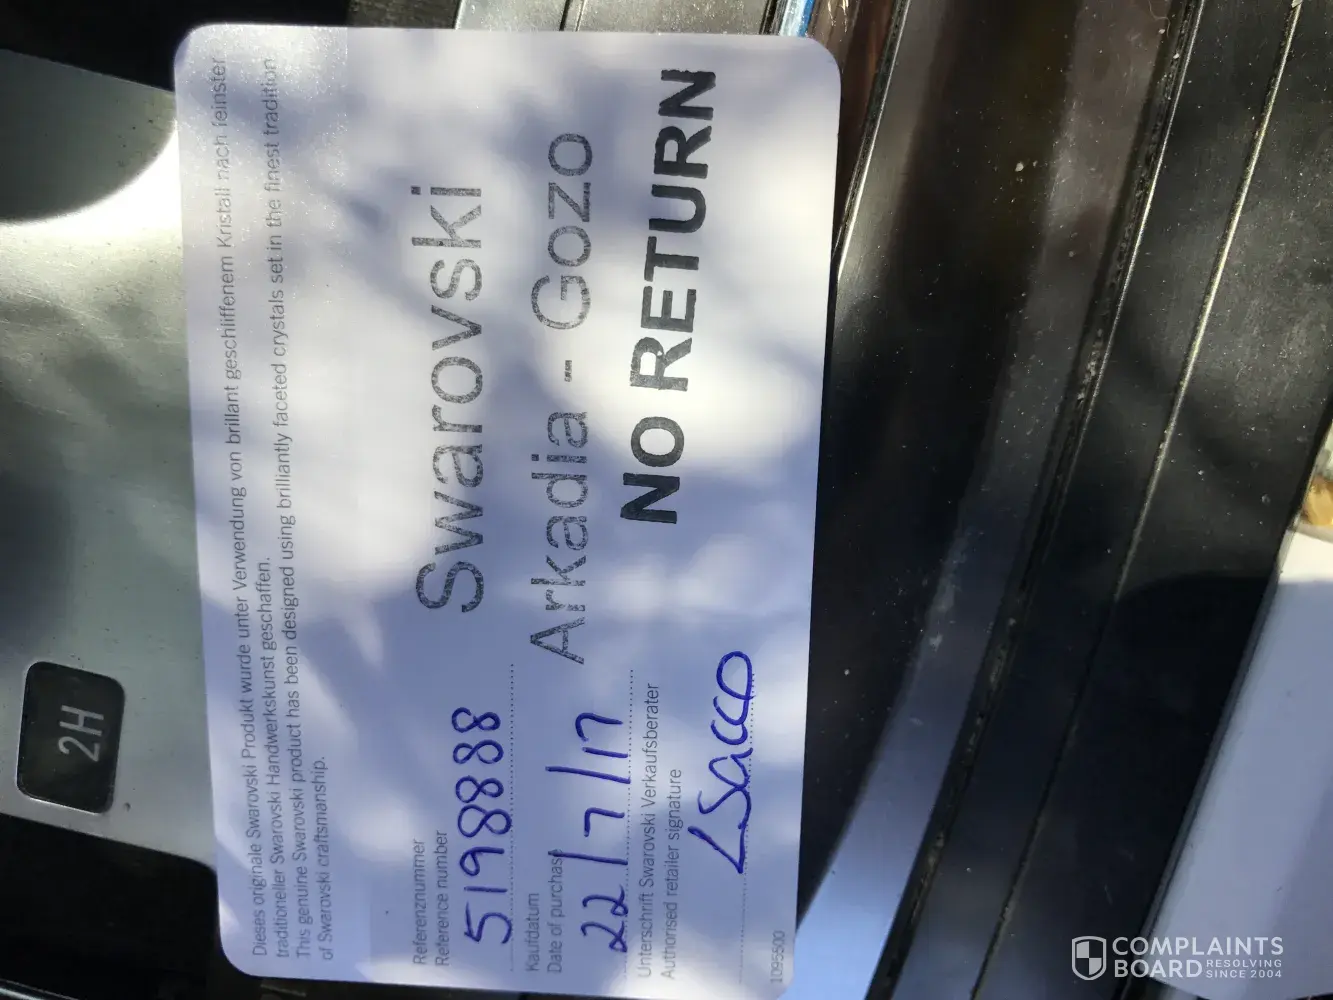 Dieses originale Swarovski Produkt wurde unter Verwendung von brillant geschliffenem Kristall nach feinster
traditioneller Swarovski Handwerkskunst geschaffen.
This genuine Swarovski product has been designed using brilliantly faceted crystals set in the finest tradition
of Swarovski craftsmanship.
Referenznummer
Reference number
5198888
Swarovski
Kaufdatum
Date of purchase
22/7/17
Arkadia - Gozo
NO RETURN
Unterschrift Swarovski Verkaufsberater
Authorised retailer signature
LSacco
1095500
2H
COMPLAINTS
BOARD RESOLVING
SINCE 2004